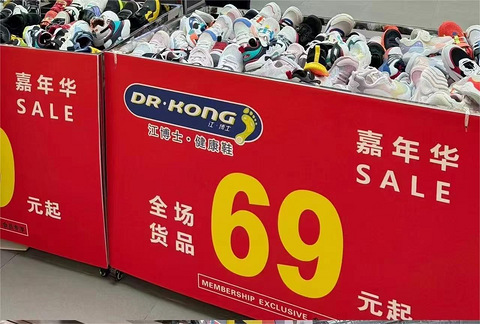 嘉年华
SALE
元起
DR·KONG
江·博士
江博士·健康鞋
嘉年华
SALE
全场
货品
69
元起
MEMBERSHIP EXCLUSIVE